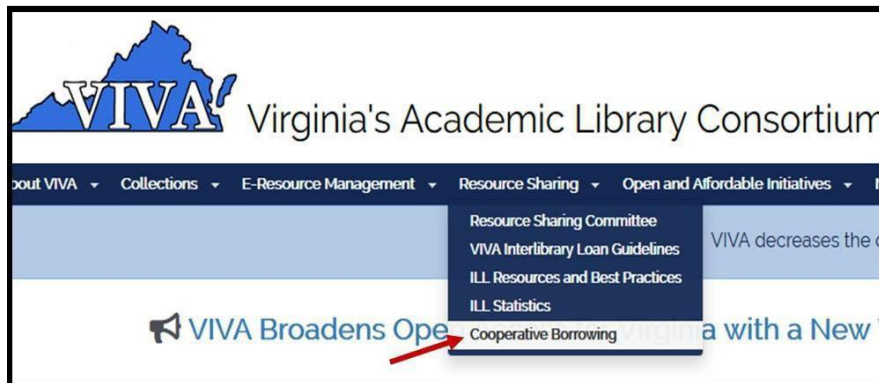 VIVA
Virginia's Academic Library Consortium
out VIVA Collections E-Resource Management Resource Sharing Open and Affordable Initiatives
Resource Sharing Committee
VIVA Interlibrary Loan Guidelines
ILL Resources and Best Practices
ILL Statistics
Cooperative Borrowing
VIVA decreases the
VIVA Broadens Ope Virginia with a New